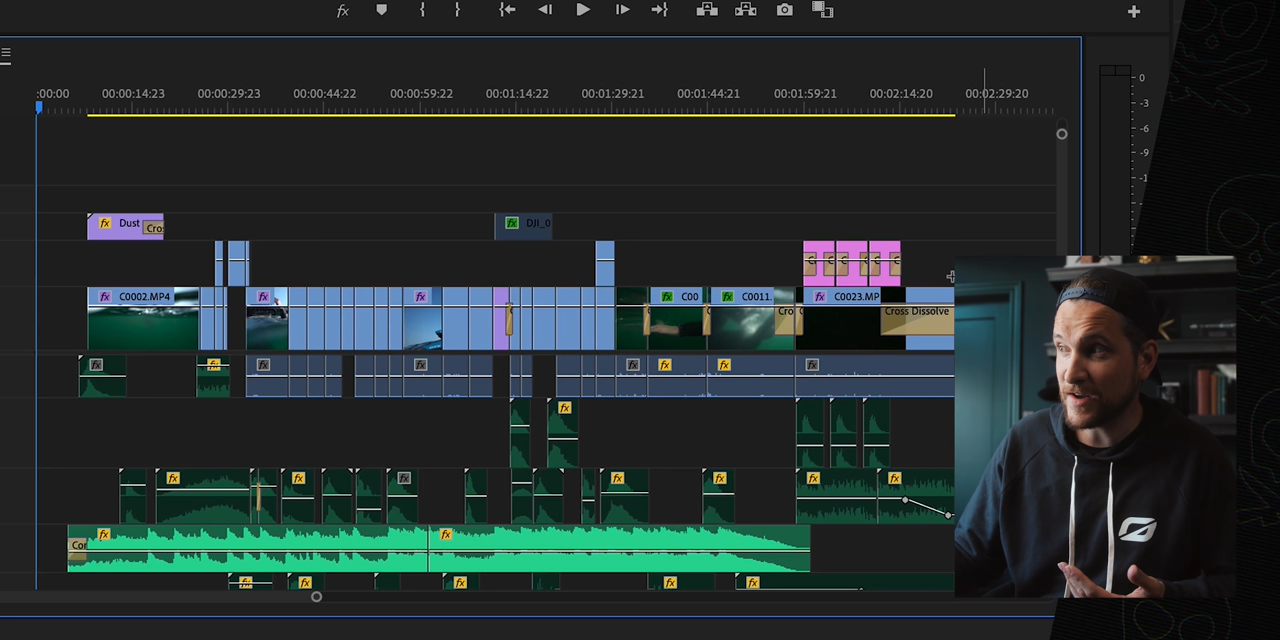 fx
:00:00 00:00:14:23 00:00:29:23 00:00:44:22 00:00:59:22 00:01:14:22 00:01:29:21 00:01:44:21 00:01:59:21 00:02:14:20 00:02:29:20
0
-3
-6
-9
fx Dust Cros fx DJI_0
fx C0002.MP4 fx fx fx C00 fx C0011. Cro fx C0023.MP Cross Dissolve
fx fx fx fx fx fx fx
fx
fx fx fx fx fx fx fx
Con fx fx
fx fx fx fx fx